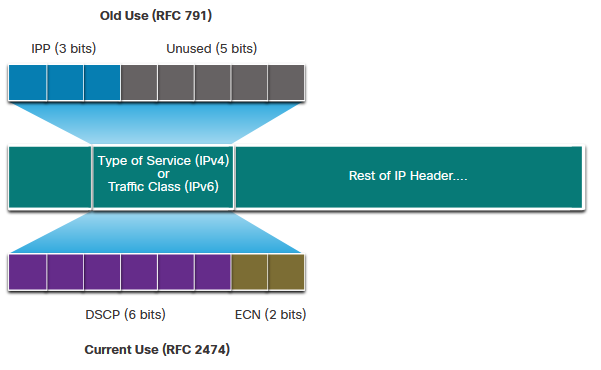 Old Use (RFC 791)
IPP (3 bits)
Unused (5 bits)
Type of Service (IPv4)
or
Traffic Class (IPv6)
Rest of IP Header....
DSCP (6 bits)
ECN (2 bits)
Current Use (RFC 2474)